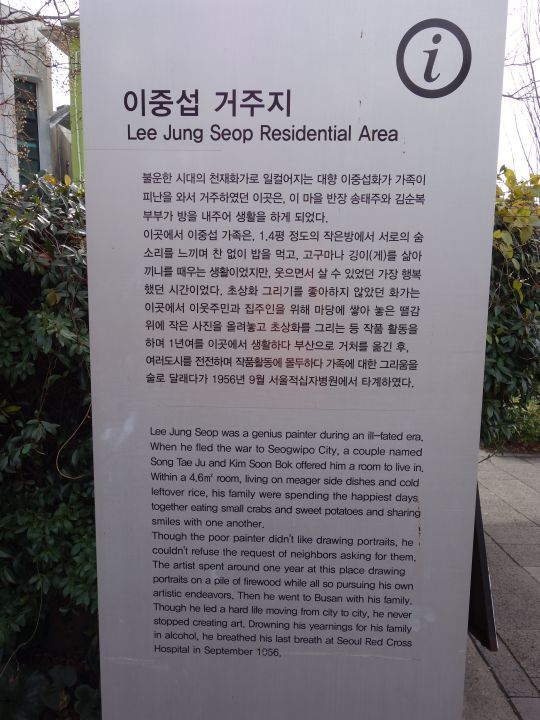 i
이중섭 거주지
Lee Jung Seop Residential Area
불운한 시대의 천재화가로 일컬어지는 대향 이중섭화가 가족이
피난을 와서 거주하였던 이곳은, 이 마을 반장 송태주와 김순복
부부가 방을 내주어 생활을 하게 되었다.
이곳에서 이중섭 가족은, 1.4평 정도의 작은방에서 서로의 숨
소리를 느끼며 찬 없이 밥을 먹고, 고구마나 깅이(게)를 삶아
끼니를 때우는 생활이었지만, 웃으면서 살 수 있었던 가장 행복
했던 시간이었다. 초상화 그리기를 좋아하지 않았던 화가는
이곳에서 이웃주민과 집주인을 위해 마당에 쌓아 놓은 땔감
위에 작은 사진을 올려놓고 초상화를 그리는 등 작품 활동을
하며 1년여를 이곳에서 생활하다 부산으로 거처를 옮긴 후,
여러도시를 전전하며 작품활동에 몰두하다 가족에 대한 그리움을
술로 달래다가 1956년 9월 서울적십자병원에서 타계하였다.
Lee Jung Seop was a genius painter during an ill-fated era.
When he fled the war to Seogwipo City, a couple named
Song Tae Ju and Kim Soon Bok offered him a room to live in.
Within a 4.6㎡ room, living on meager side dishes and cold
leftover rice, his family were spending the happiest days
together eating small crabs and sweet potatoes and sharing
smiles with one another.
Though the poor painter didn't like drawing portraits, he
couldn't refuse the request of neighbors asking for them.
The artist spent around one year at this place drawing
portraits on a pile of firewood while all so pursuing his own
artistic endeavors. Then he went to Busan with his family.
Though he led a hard life moving from city to city, he never
stopped creating art. Drowning his yearnings for his family
in alcohol, he breathed his last breath at Seoul Red Cross
Hospital in September 1956.